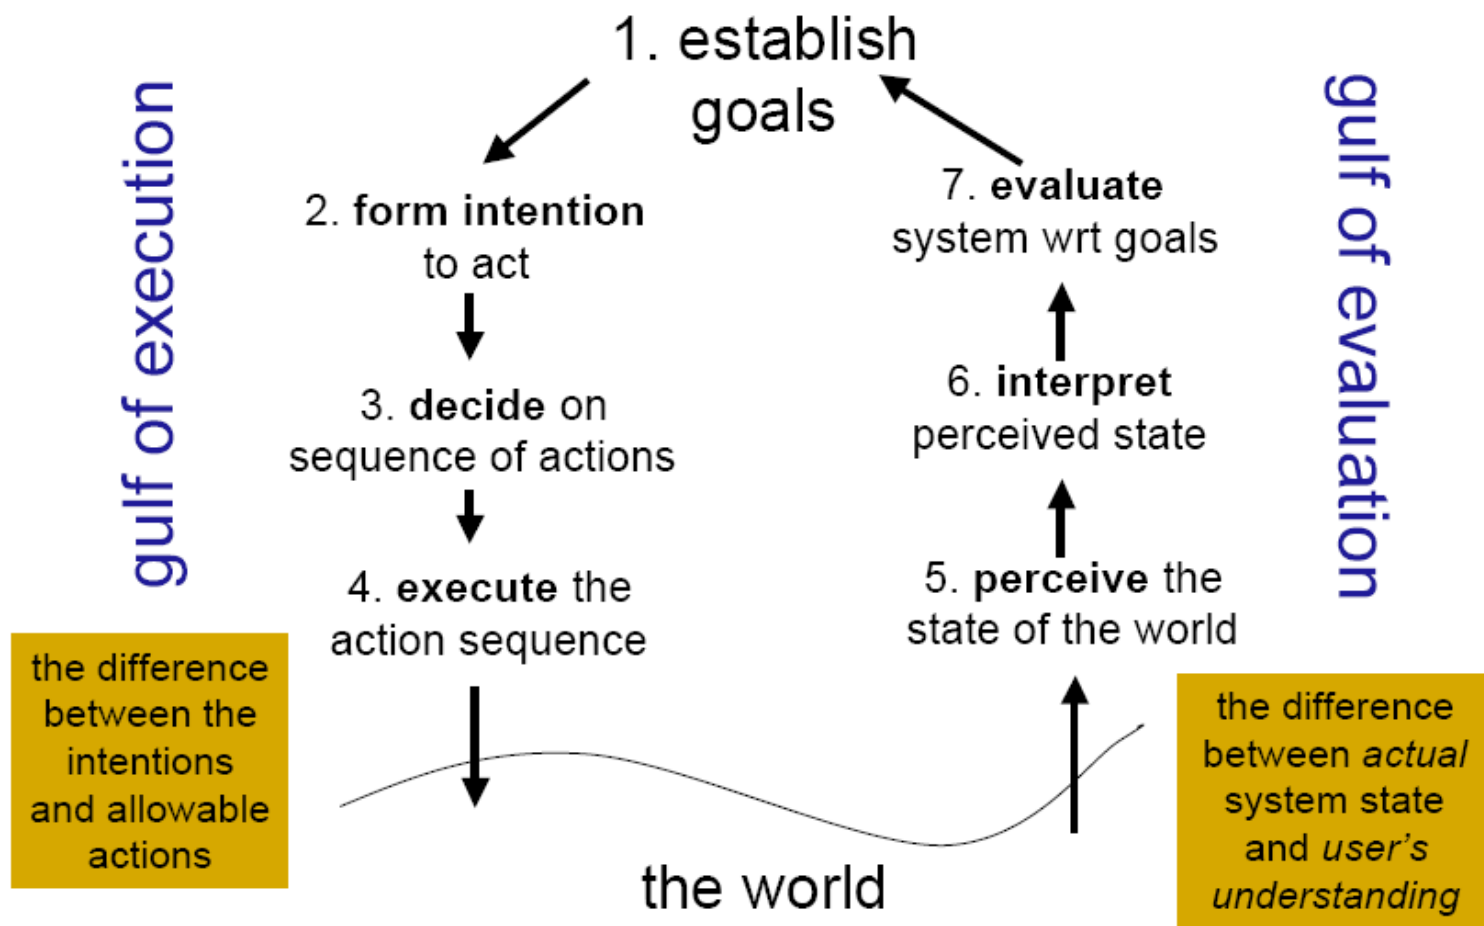 1. establish
goals
gulf of execution
2. form intention
to act
3. decide on
sequence of actions
4. execute the
action sequence
the difference
between the
intentions
and allowable
actions
the world
5. perceive the
state of the world
6. interpret
perceived state
7. evaluate
system wrt goals
gulf of evaluation
the difference
between actual
system state
and user’s
understanding